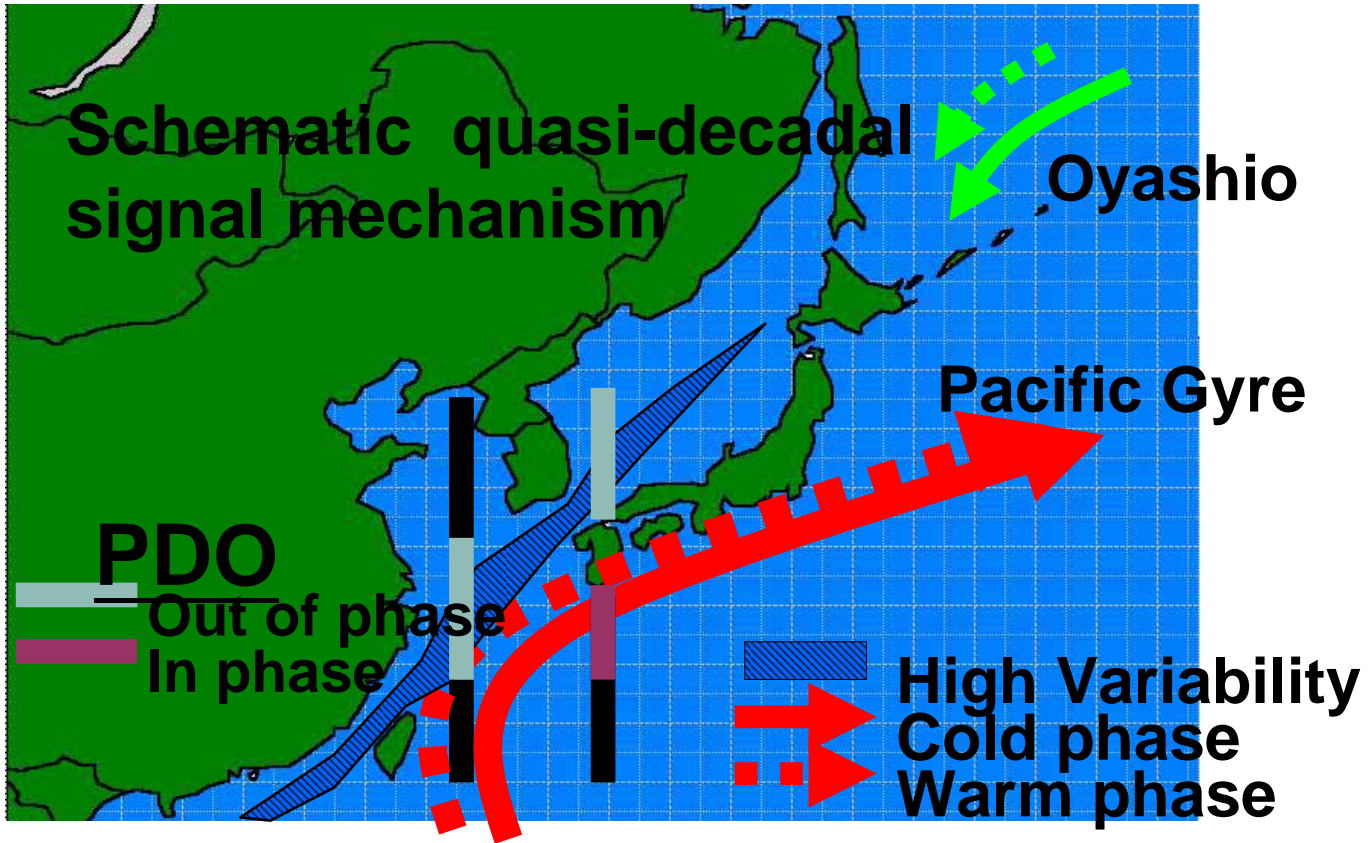 Schematic quasi-decadal
signal mechanism
Oyashio
Pacific Gyre
PDO
Out of phase
In phase
High Variability
Cold phase
Warm phase